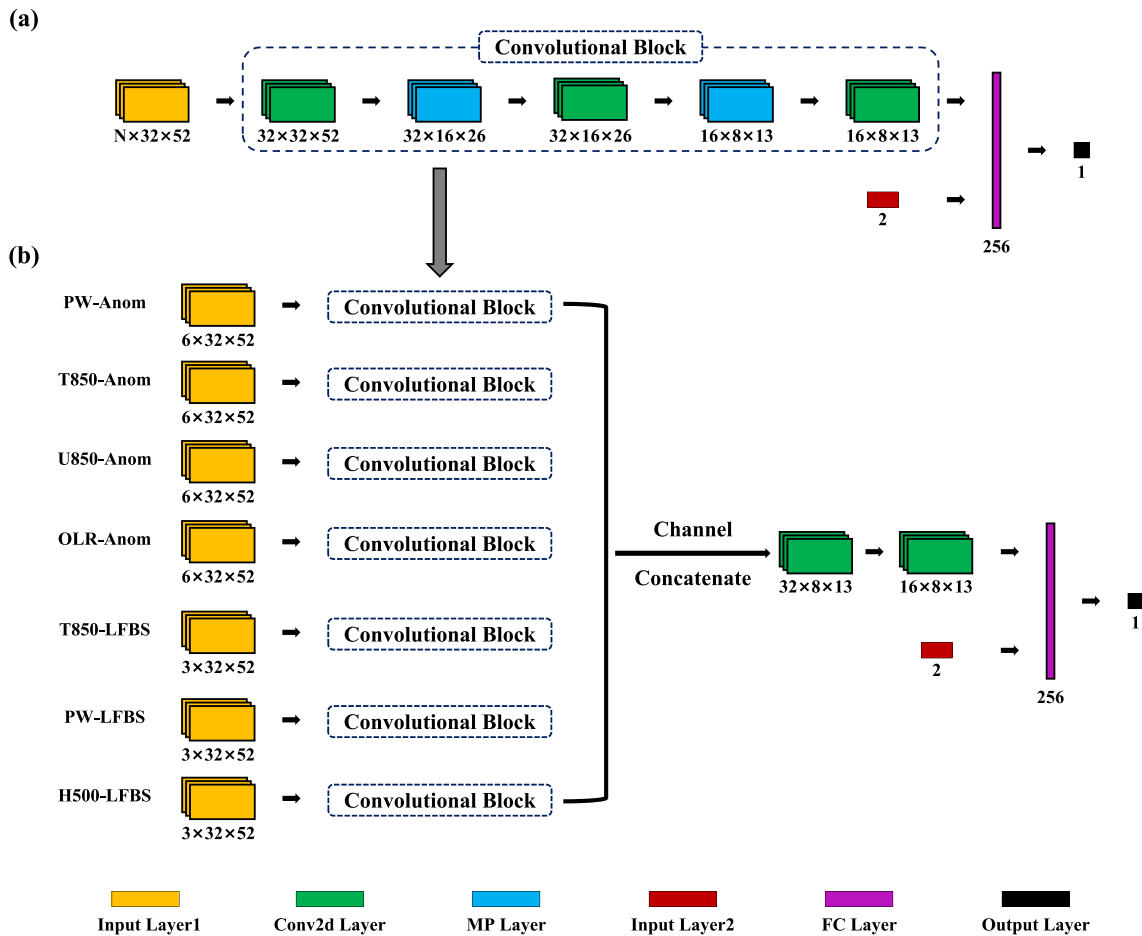 (a)
Convolutional Block
N×32×52
32×32×52
32×16×26
32×16×26
16×8×13
16×8×13
2
256
1
(b)
PW-Anom
6×32×52
Convolutional Block
T850-Anom
6×32×52
Convolutional Block
U850-Anom
6×32×52
Convolutional Block
OLR-Anom
6×32×52
Convolutional Block
T850-LFBS
3×32×52
Convolutional Block
PW-LFBS
3×32×52
Convolutional Block
H500-LFBS
3×32×52
Convolutional Block
Channel
Concatenate
32×8×13
16×8×13
2
256
1
Input Layer1
Conv2d Layer
MP Layer
Input Layer2
FC Layer
Output Layer